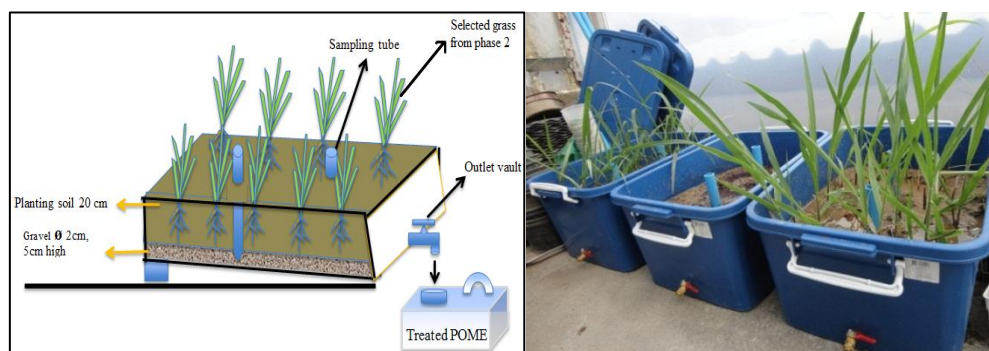 Sampling tube
Selected grass
from phase 2
Outlet vault
Planting soil 20 cm
Gravel Ø 2cm,
5cm high
Treated POME